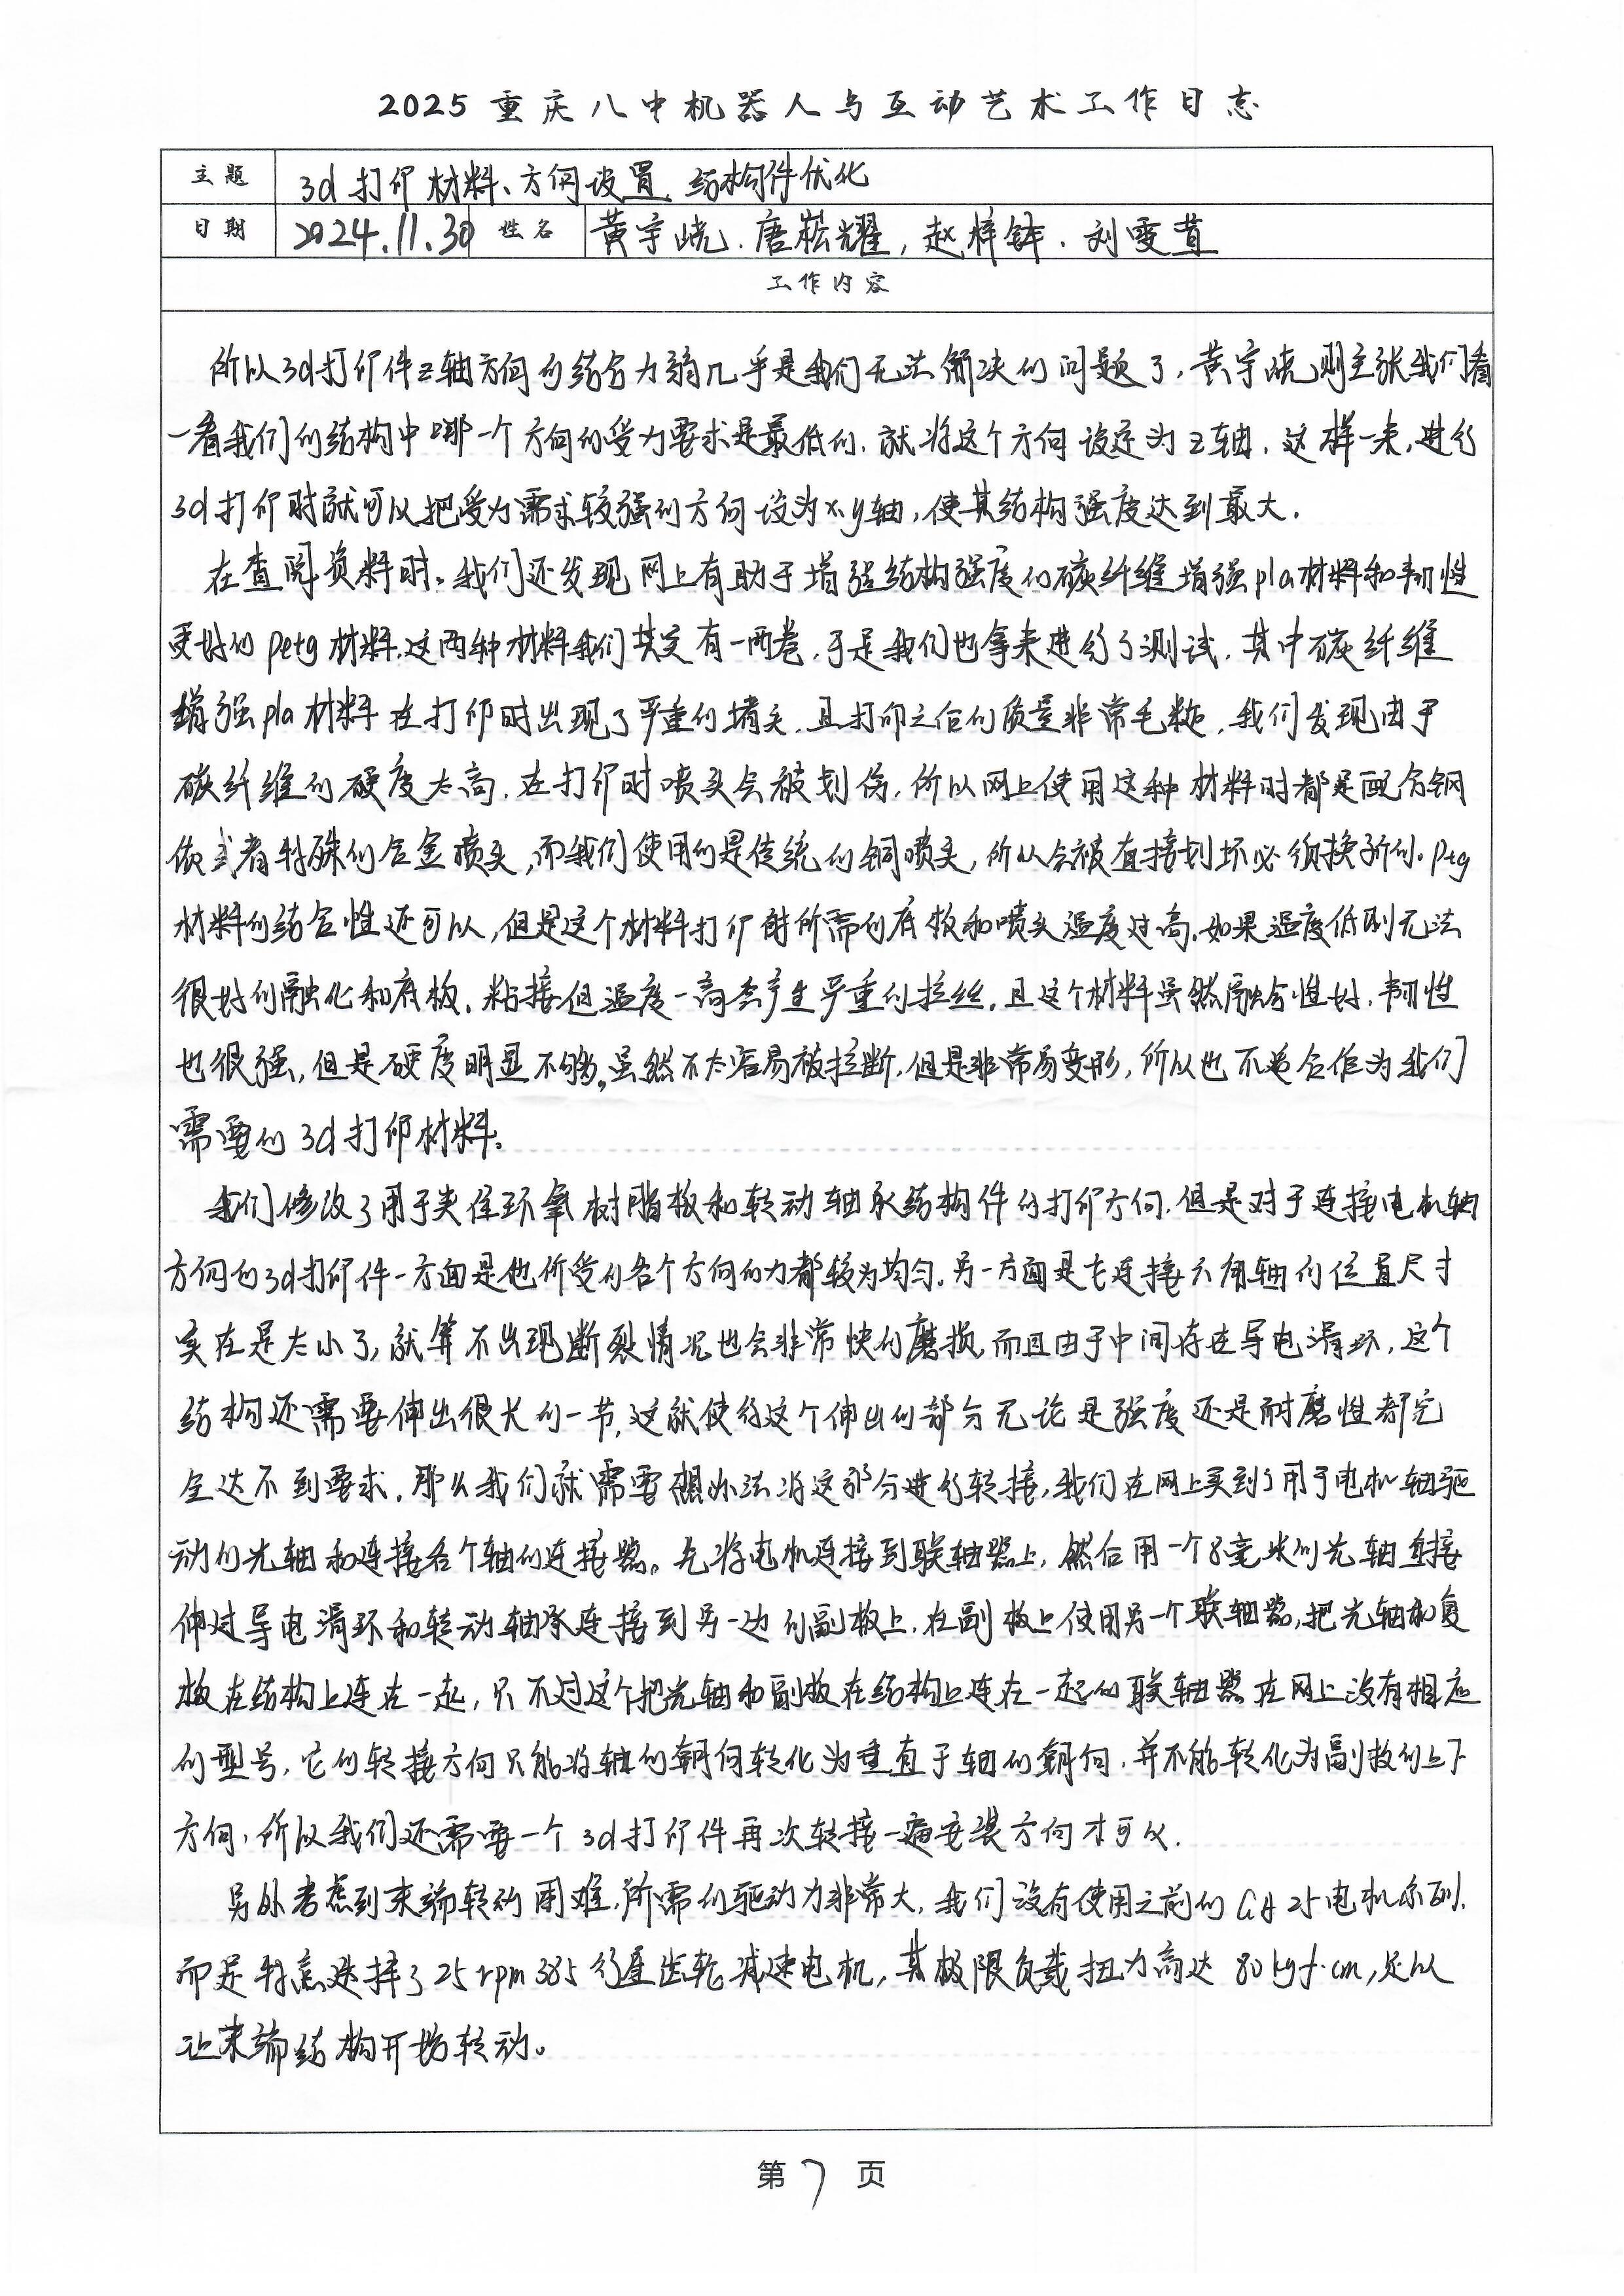 2025重庆八中机器人与互动艺术工作日志
主题 3d打印材料、方向设置、结构件优化
日期 2024.11.30 姓名 黄宇皢.唐崧耀,赵梓锌.刘雯萱
工作内容
所以3d打印件z轴方向的结合力弱几乎是我们无法解决的问题了,黄宇皢则主张我们看
一看我们的结构中哪一个方向的受力要求是最低的.就将这个方向设定为z轴.这样一来,进行
3d打印时就可以把受力需求较强的方向设为x.y轴,使其结构强度达到最大.
在查阅资料时。我们还发现网上有助于增强结构强度的碳纤维增强pla材料和韧性
更好的petg材料.这两种材料我们其实有一两卷.于是我们也拿来进行了测试.其中碳纤维
增强pla材料在打印时出现了严重的堵头.且打印之后的质量非常毛糙.我们发现由于
碳纤维的硬度太高.在打印时喷头会被划伤.所以网上使用这种材料时都是配合钢
做或者特殊的合金喷头,而我们使用的是传统的铜喷头,所以会被直接划坏必须换新的。petg
材料的结合性还可以,但是这个材料打印时所需的底板和喷头温度过高.如果温度低则无法
很好的融化和底板.粘接但温度一高会产生严重的拉丝.且这个材料虽然融合性好.韧性
也很强,但是硬度明显不够。虽然不太容易被拉断.但是非常易变形,所以也不适合作为我们
需要的3d打印材料.
我们修改了用于夹住环氧树脂板和转动轴承结构件的打印方向.但是对于连接电机轴
方向的3d打印件一方面是他所受的各个方向的力都较为均匀.另一方面是它连接六角轴的位置尺寸
实在是太小了,就算不出现断裂情况也会非常快的磨损,而且由于中间存在导电滑环,这个
结构还需要伸出很长的一节,这就使得这个伸出的部分无论是强度还是耐磨性都完
全达不到要求.那么我们就需要想办法将这部分进行转接,我们在网上买到了用于电机轴驱
动的光轴和连接各个轴的连接器。先将电机连接到联轴器上,然后用一个8毫米的光轴直接
伸过导电滑环和转动轴承连接到另一边的副板上.在副板上使用另一个联轴器,把光轴和复
板在结构上连在一起,只不过这个把光轴和副板在结构上连在一起的联轴器在网上没有相应
的型号,它的转接方向只能将轴的朝向转化为垂直于轴的朝向.并不能转化为副板的上下
方向,所以我们还需要一个3d打印件再次转接一遍安装方向才可以.
另外考虑到末端转动困难,所需的驱动力非常大,我们没有使用之前的GA25电机系列.
而是特意选择了25rpm385行星齿轮减速电机,其极限负载扭力高达80kgf·cm,足以
让末端结构开始转动。
第7页